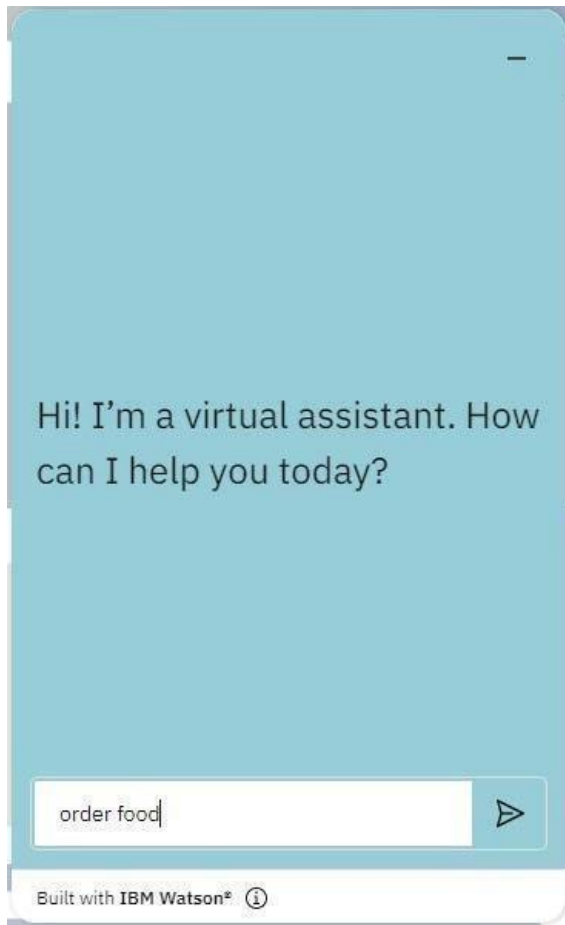 Hi! I’m a virtual assistant. How
can I help you today?
order food
Built with IBM Watson®